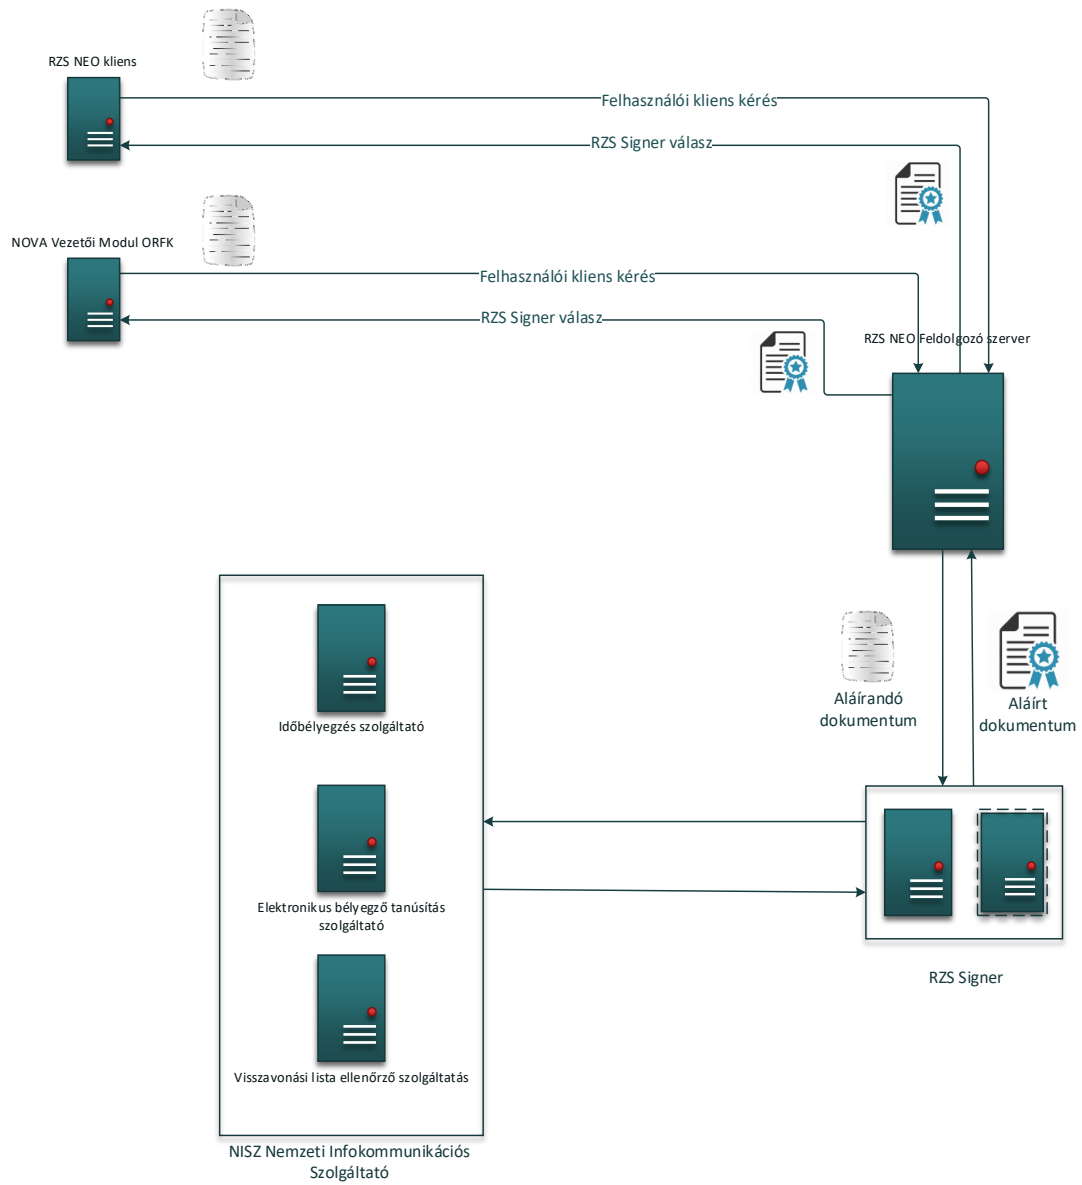 RZS NEO kliens
Felhasználói kliens kérés
RZS Signer válasz
NOVA Vezetői Modul ORFK
Felhasználói kliens kérés
RZS Signer válasz
RZS NEO Feldolgozó szerver
Aláírandó
dokumentum
Aláírt
dokumentum
Időbélyegzés szolgáltató
Elektronikus bélyegző tanúsítás
szolgáltató
RZS Signer
Visszavonási lista ellenőrző szolgáltatás
NISZ Nemzeti Infokommunikációs
Szolgáltató